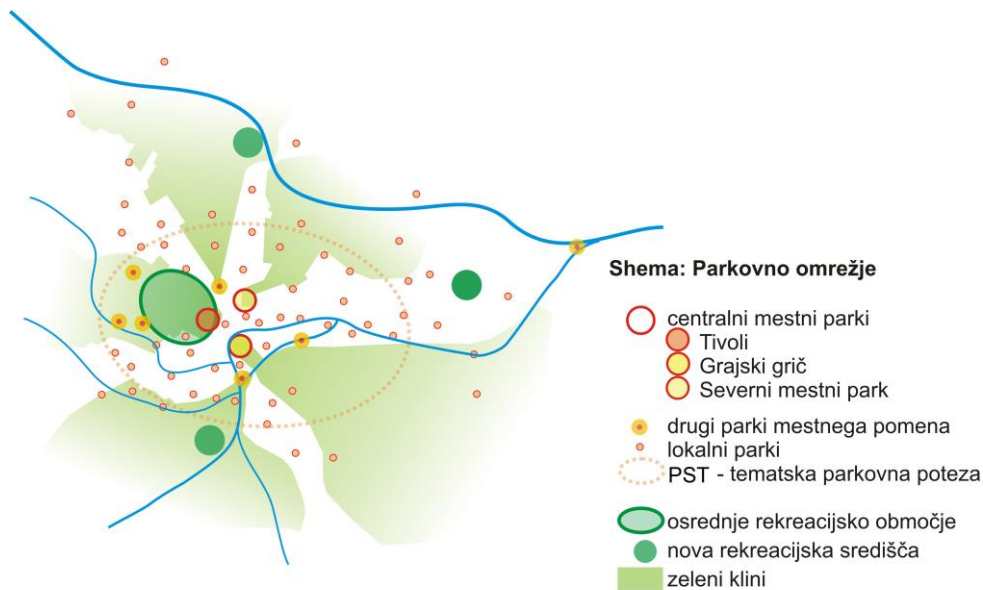 Shema: Parkovno omrežje
centralni mestni parki
Tivoli
Grajski grič
Severni mestni park
drugi parki mestnega pomena
lokalni parki
PST - tematska parkovna poteza
osrednje rekreacijsko območje
nova rekreacijska središča
zeleni klini